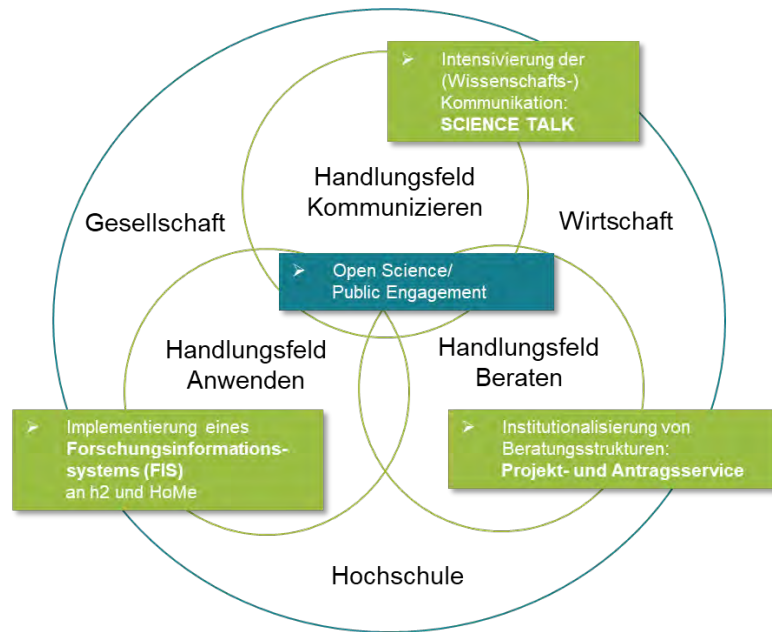 ➢ Intensivierung der
(Wissenschafts-)
Kommunikation:
SCIENCE TALK
Handlungsfeld
Kommunizieren
Gesellschaft
Wirtschaft
➢ Open Science/
Public Engagement
Handlungsfeld
Anwenden
Handlungsfeld
Beraten
➢ Implementierung eines
Forschungsinformations-
systems (FIS)
an h2 und HoMe
➢ Institutionalisierung von
Beratungsstrukturen:
Projekt- und Antragsservice
Hochschule